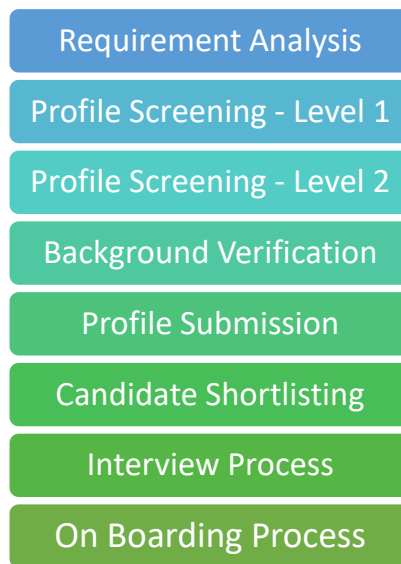 Requirement Analysis
Profile Screening - Level 1
Profile Screening - Level 2
Background Verification
Profile Submission
Candidate Shortlisting
Interview Process
On Boarding Process